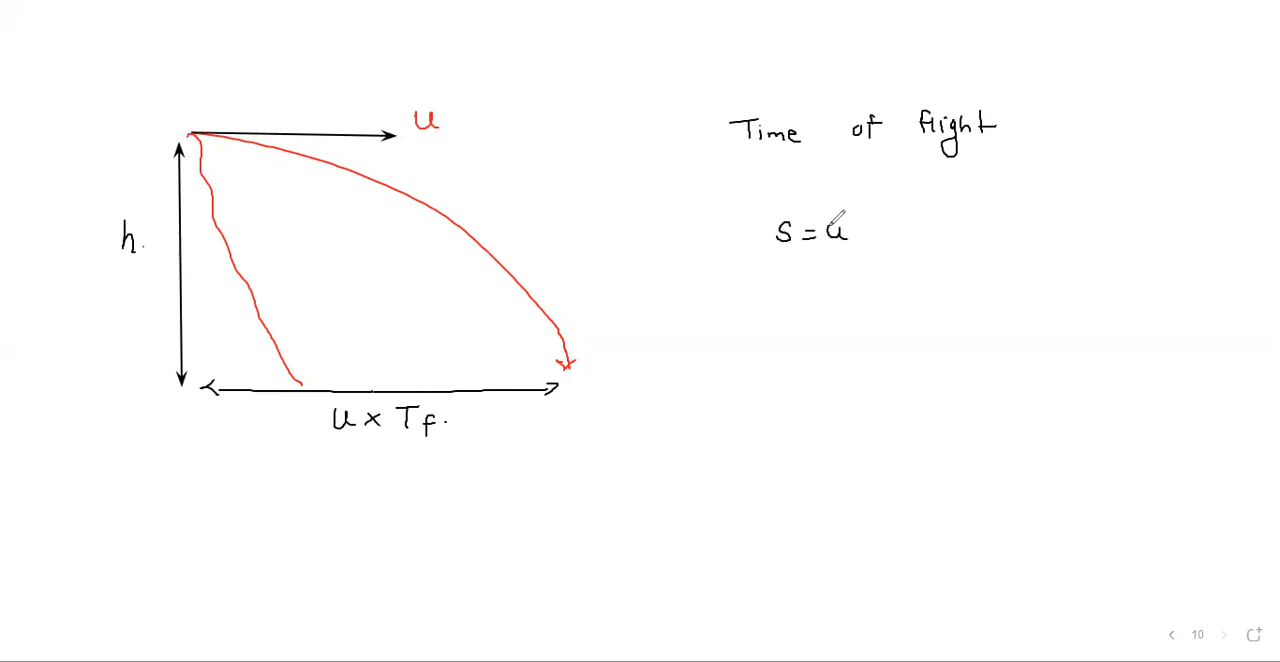 u
Time of flight
h.
s = u
u × Tf.
10